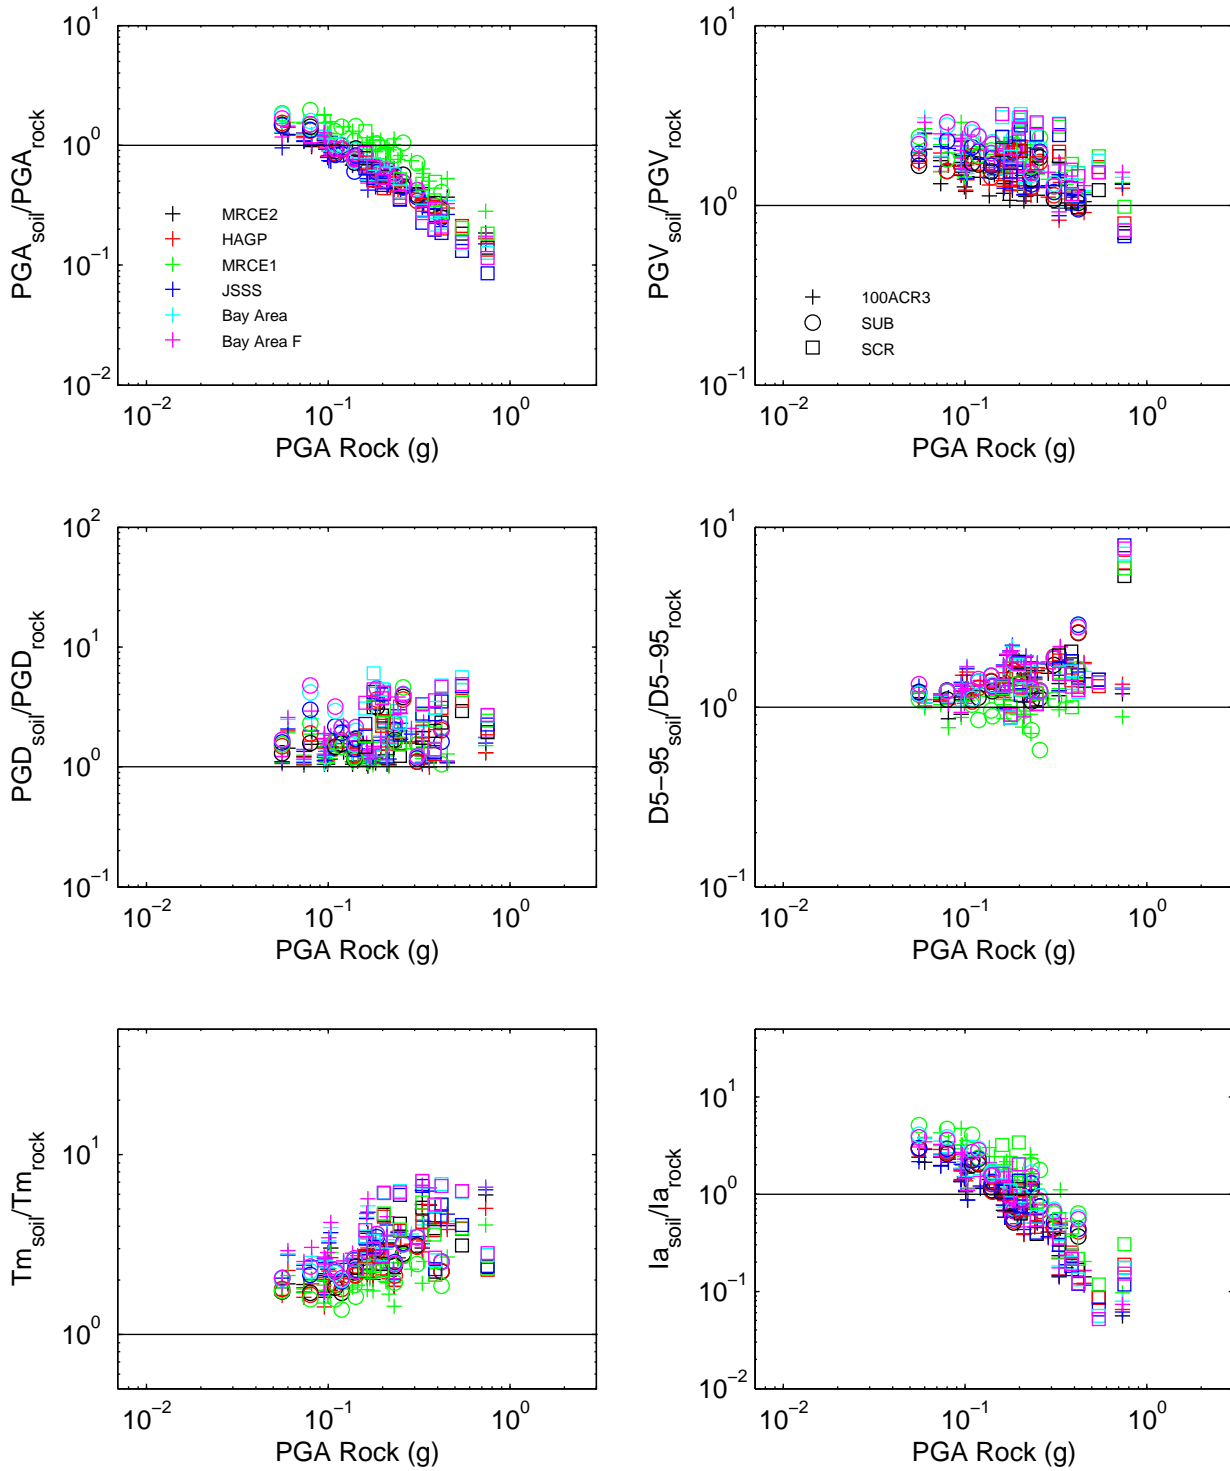 10^1
10^0
10^−1
10^−2
PGA_soil/PGA_rock
MRCE2
HAGP
MRCE1
JSSS
Bay Area
Bay Area F
10^−2 10^−1 10^0
PGA Rock (g)
10^1
10^0
10^−1
PGV_soil/PGV_rock
100ACR3
SUB
SCR
10^−2 10^−1 10^0
PGA Rock (g)
10^2
10^1
10^0
10^−1
PGD_soil/PGD_rock
10^−2 10^−1 10^0
PGA Rock (g)
10^1
10^0
10^−1
D5−95_soil/D5−95_rock
10^−2 10^−1 10^0
PGA Rock (g)
10^1
10^0
Tm_soil/Tm_rock
10^−2 10^−1 10^0
PGA Rock (g)
10^1
10^0
10^−1
10^−2
Ia_soil/Ia_rock
10^−2 10^−1 10^0
PGA Rock (g)